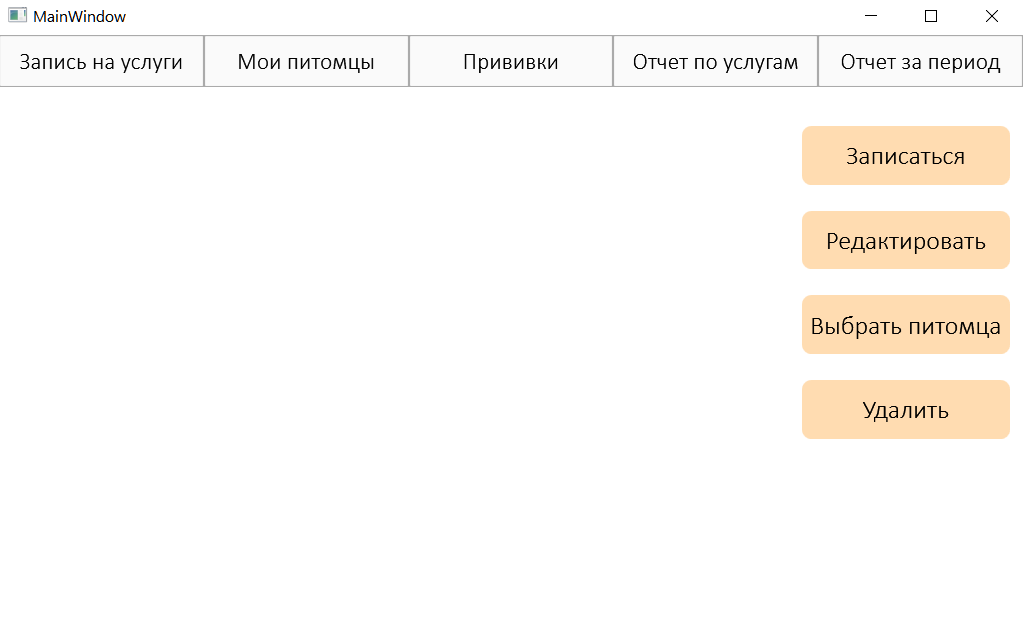 MainWindow
Запись на услуги
Мои питомцы
Прививки
Отчет по услугам
Отчет за период
Записаться
Редактировать
Выбрать питомца
Удалить